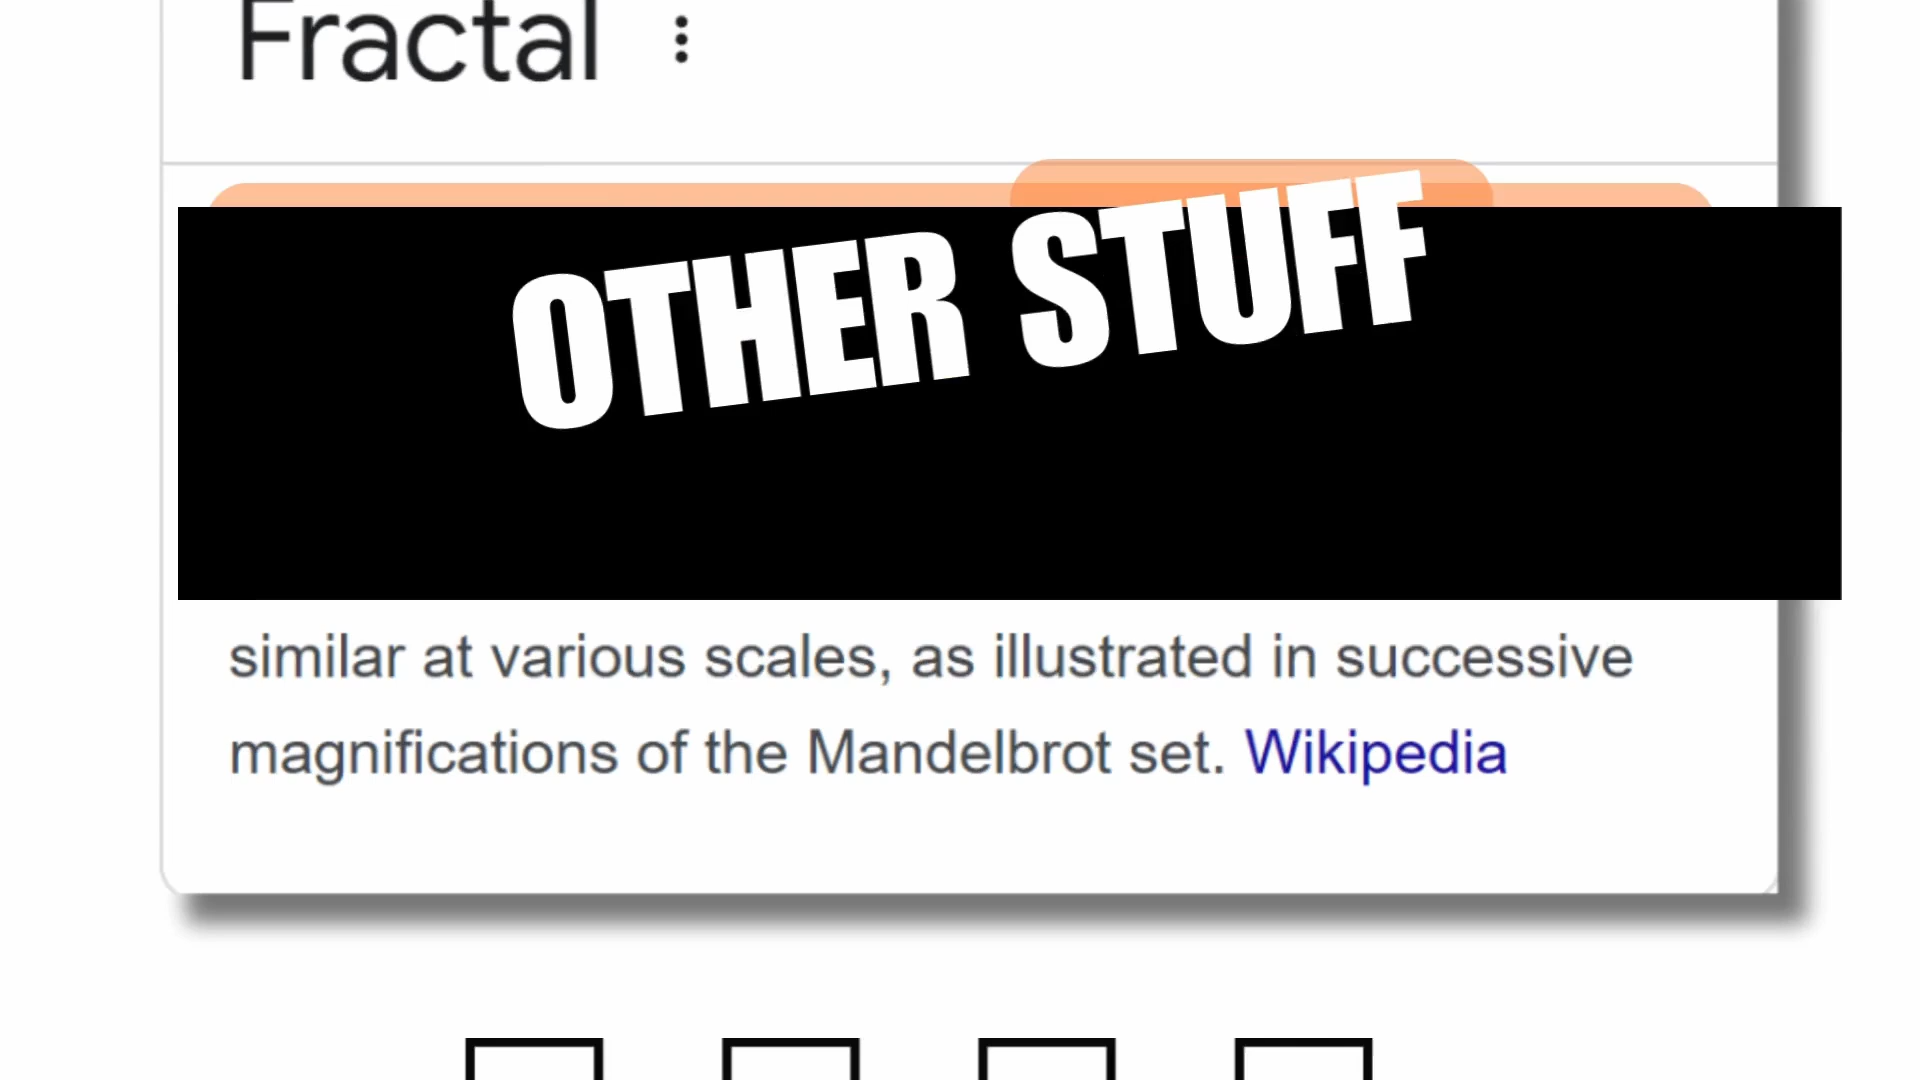 Fractal
OTHER STUFF
similar at various scales, as illustrated in successive
magnifications of the Mandelbrot set. Wikipedia